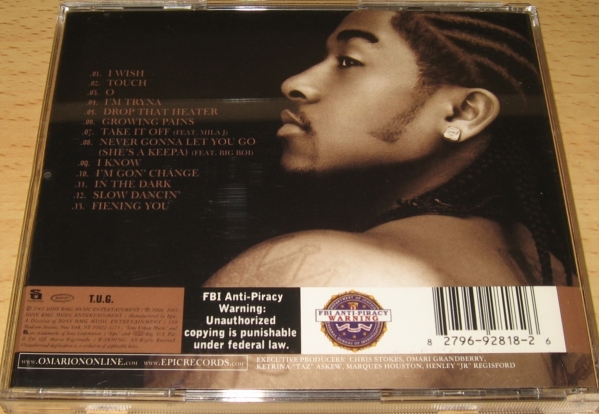 .01. I WISH
.02. TOUCH
.03. O
.04. I'M TRYNA
.05. DROP THAT HEATER
.06. GROWING PAINS
.07. TAKE IT OFF (FEAT. MILA J)
.08. NEVER GONNA LET YOU GO
(SHE'S A KEEPA) (FEAT. BIG BOI)
.09. I KNOW
.10. I'M GON' CHANGE
.11. IN THE DARK
.12. SLOW DANCIN'
.13. FIENING YOU
T.U.G.
FBI Anti-Piracy
Warning:
Unauthorized
copying is punishable
under federal law.
FBI ANTI-PIRACY
WARNING
8 27969-2818-2 6
WWW.OMARIONONLINE.COM WWW.EPICRECORDS.COM
EXECUTIVE PRODUCERS: CHRIS STOKES, OMARI GRANDBERRY,
KETRINA "TAZ" ASKEW, MARQUES HOUSTON, HENLEY "JR" REGISFORD